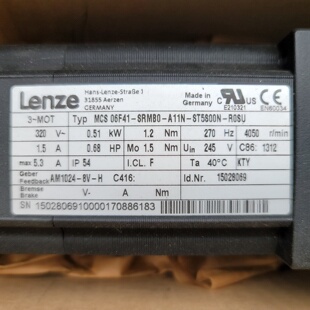 Lenze
Hans-Lenze-Straße 1
31855 Aerzen
GERMANY
Made in
Germany
E210321
EN60034
3~MOT Typ MCS 06F41-SRMB0-A11N-ST5S00N-R0SU
320 V~ 0.51 kW 1.2 Nm 270 Hz 4050 r/min
1.5 A 0.68 HP Mo 1.5 Nm Uin 245 V C86: 1312
max 5.3 A IP 54 I.CL. F Ta 40°C KTY
Geber
Feedback AM1024-8V-H C416: Id.Nr. 15028069
Bremse
Brake V- A Nm
SN 1502806910000170886183